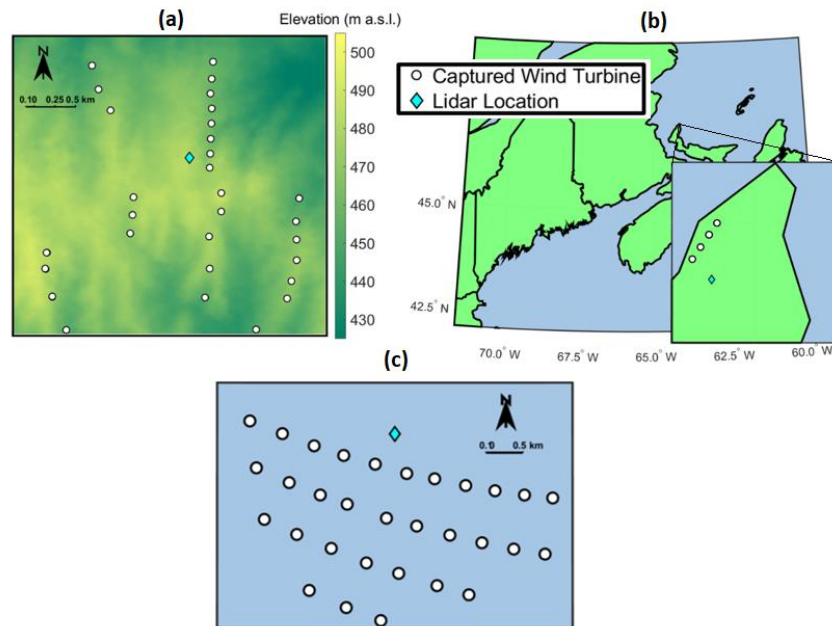 (a)
Elevation (m a.s.l.)
N
0.10 0.25 0.5 km
500
490
480
470
460
450
440
430
(b)
Captured Wind Turbine
Lidar Location
45.0° N
42.5° N
70.0° W
67.5° W
65.0° W
62.5° W
60.0° W
(c)
N
0.0 0.5 km